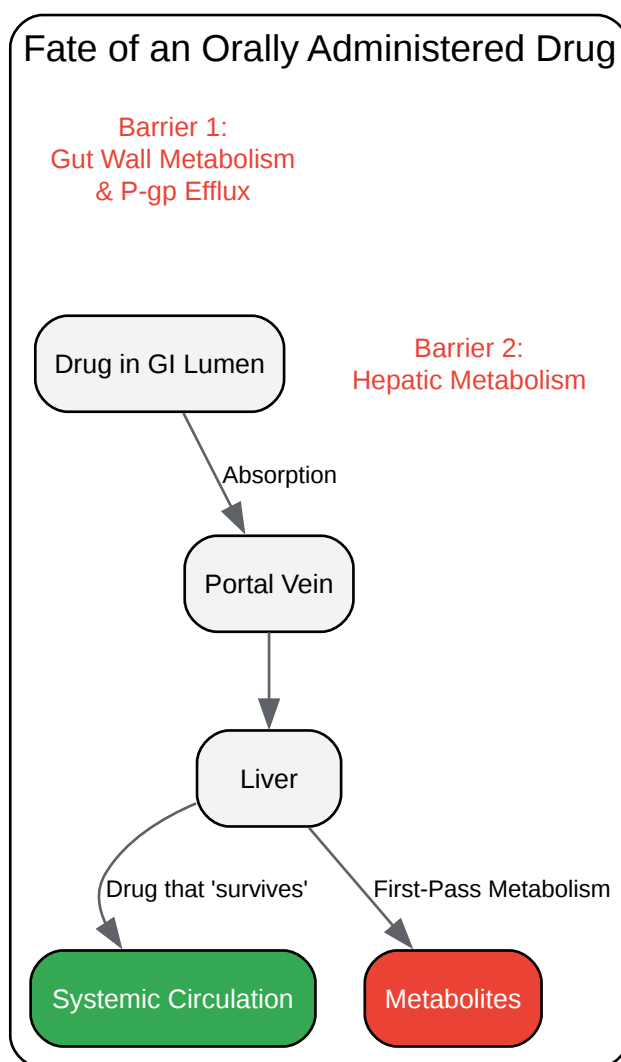 Fate of an Orally Administered Drug
Barrier 1:
Gut Wall Metabolism
& P-gp Efflux
Drug in GI Lumen
Barrier 2:
Hepatic Metabolism
Absorption
Portal Vein
Liver
Drug that 'survives'
First-Pass Metabolism
Systemic Circulation
Metabolites